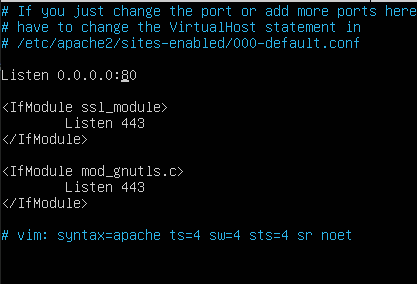 # If you just change the port or add more ports here
# have to change the VirtualHost statement in
# /etc/apache2/sites-enabled/000-default.conf
Listen 0.0.0.0:80
<IfModule ssl_module>
Listen 443
</IfModule>
<IfModule mod_gnutls.c>
Listen 443
</IfModule>
# vim: syntax=apache ts=4 sw=4 sts=4 sr noet